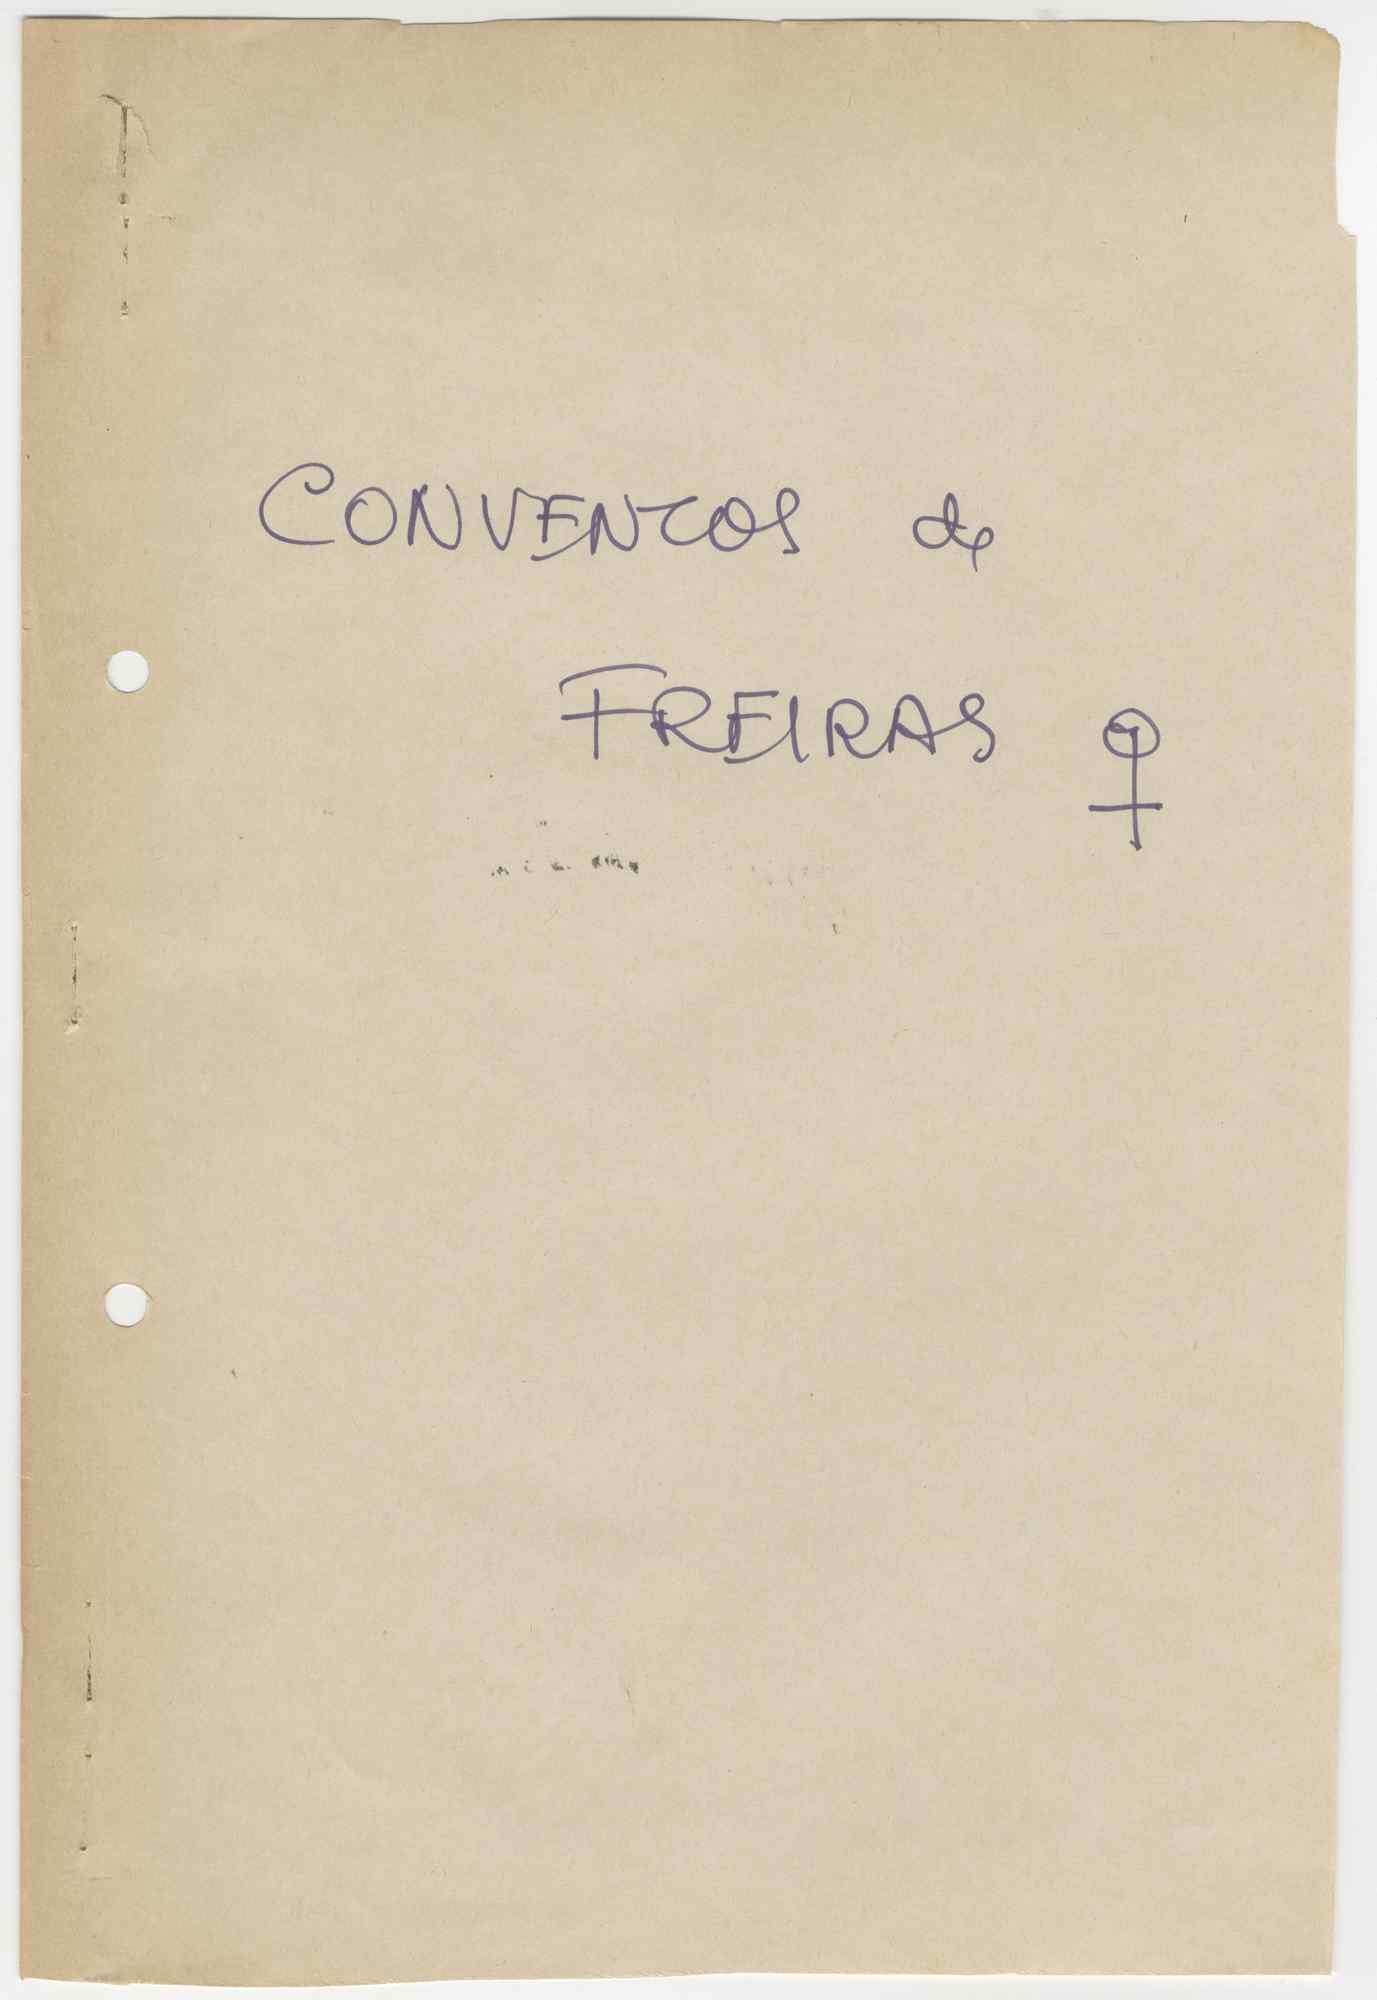 CONVENTOS de
FREIRAS ♀